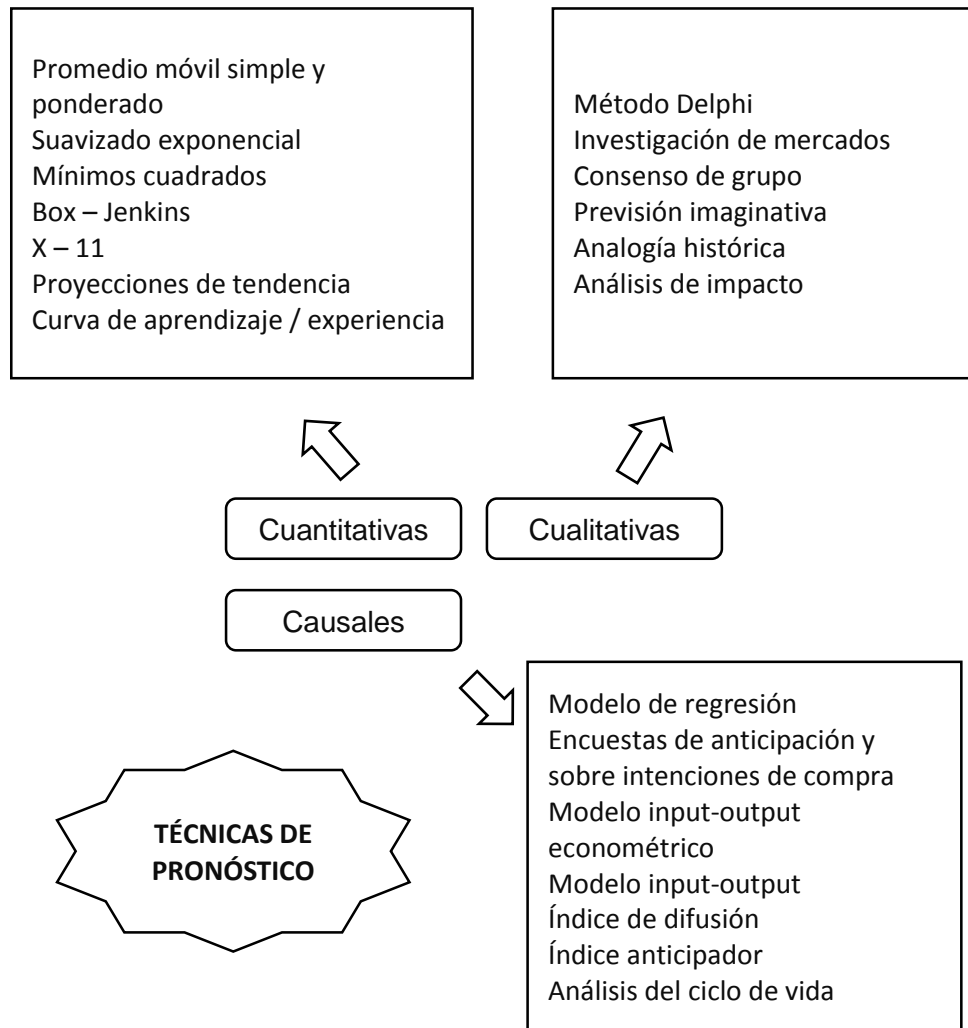 Promedio móvil simple y
ponderado
Suavizado exponencial
Mínimos cuadrados
Box – Jenkins
X – 11
Proyecciones de tendencia
Curva de aprendizaje / experiencia
Método Delphi
Investigación de mercados
Consenso de grupo
Previsión imaginativa
Analogía histórica
Análisis de impacto
Cuantitativas
Cualitativas
Causales
Modelo de regresión
Encuestas de anticipación y
sobre intenciones de compra
Modelo input-output
econométrico
Modelo input-output
Índice de difusión
Índice anticipador
Análisis del ciclo de vida
TÉCNICAS DE
PRONÓSTICO